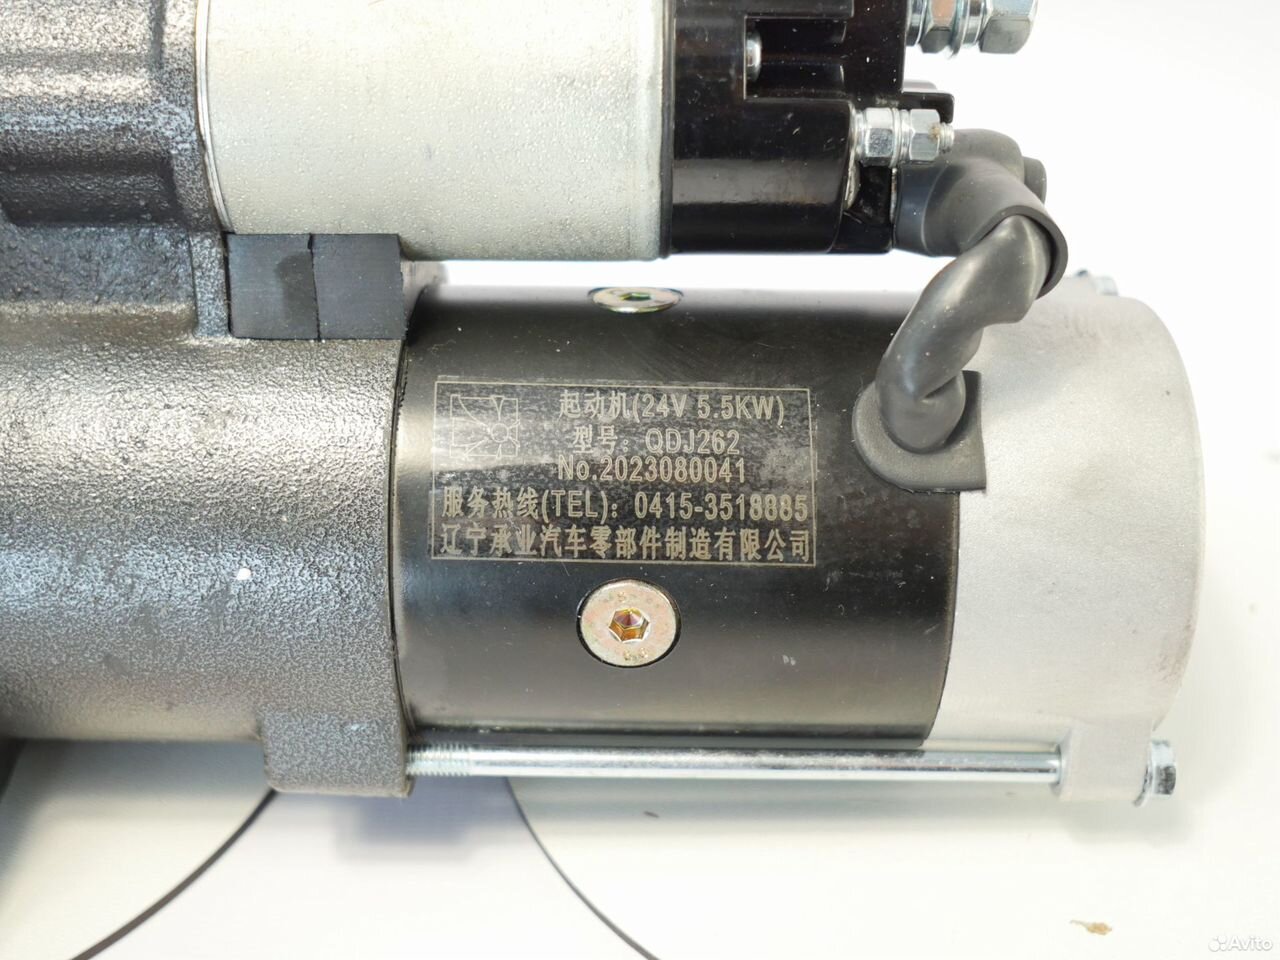 起动机(24V 5.5KW)
型号: QDJ262
No.2023080041
服务热线(TEL): 0415-3518885
辽宁承业汽车零部件制造有限公司
Avito